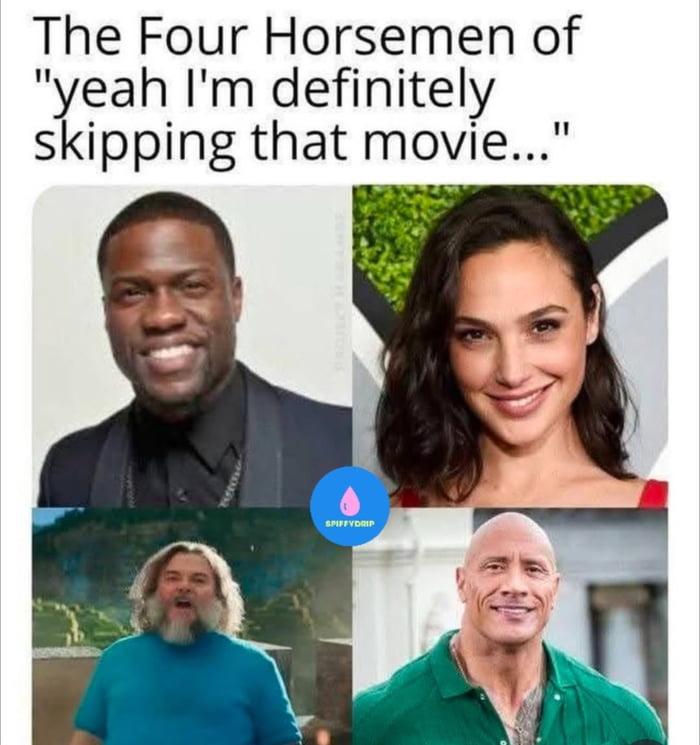 The Four Horsemen of
"yeah I'm definitely
skipping that movie..."
SPIFFYDRIP